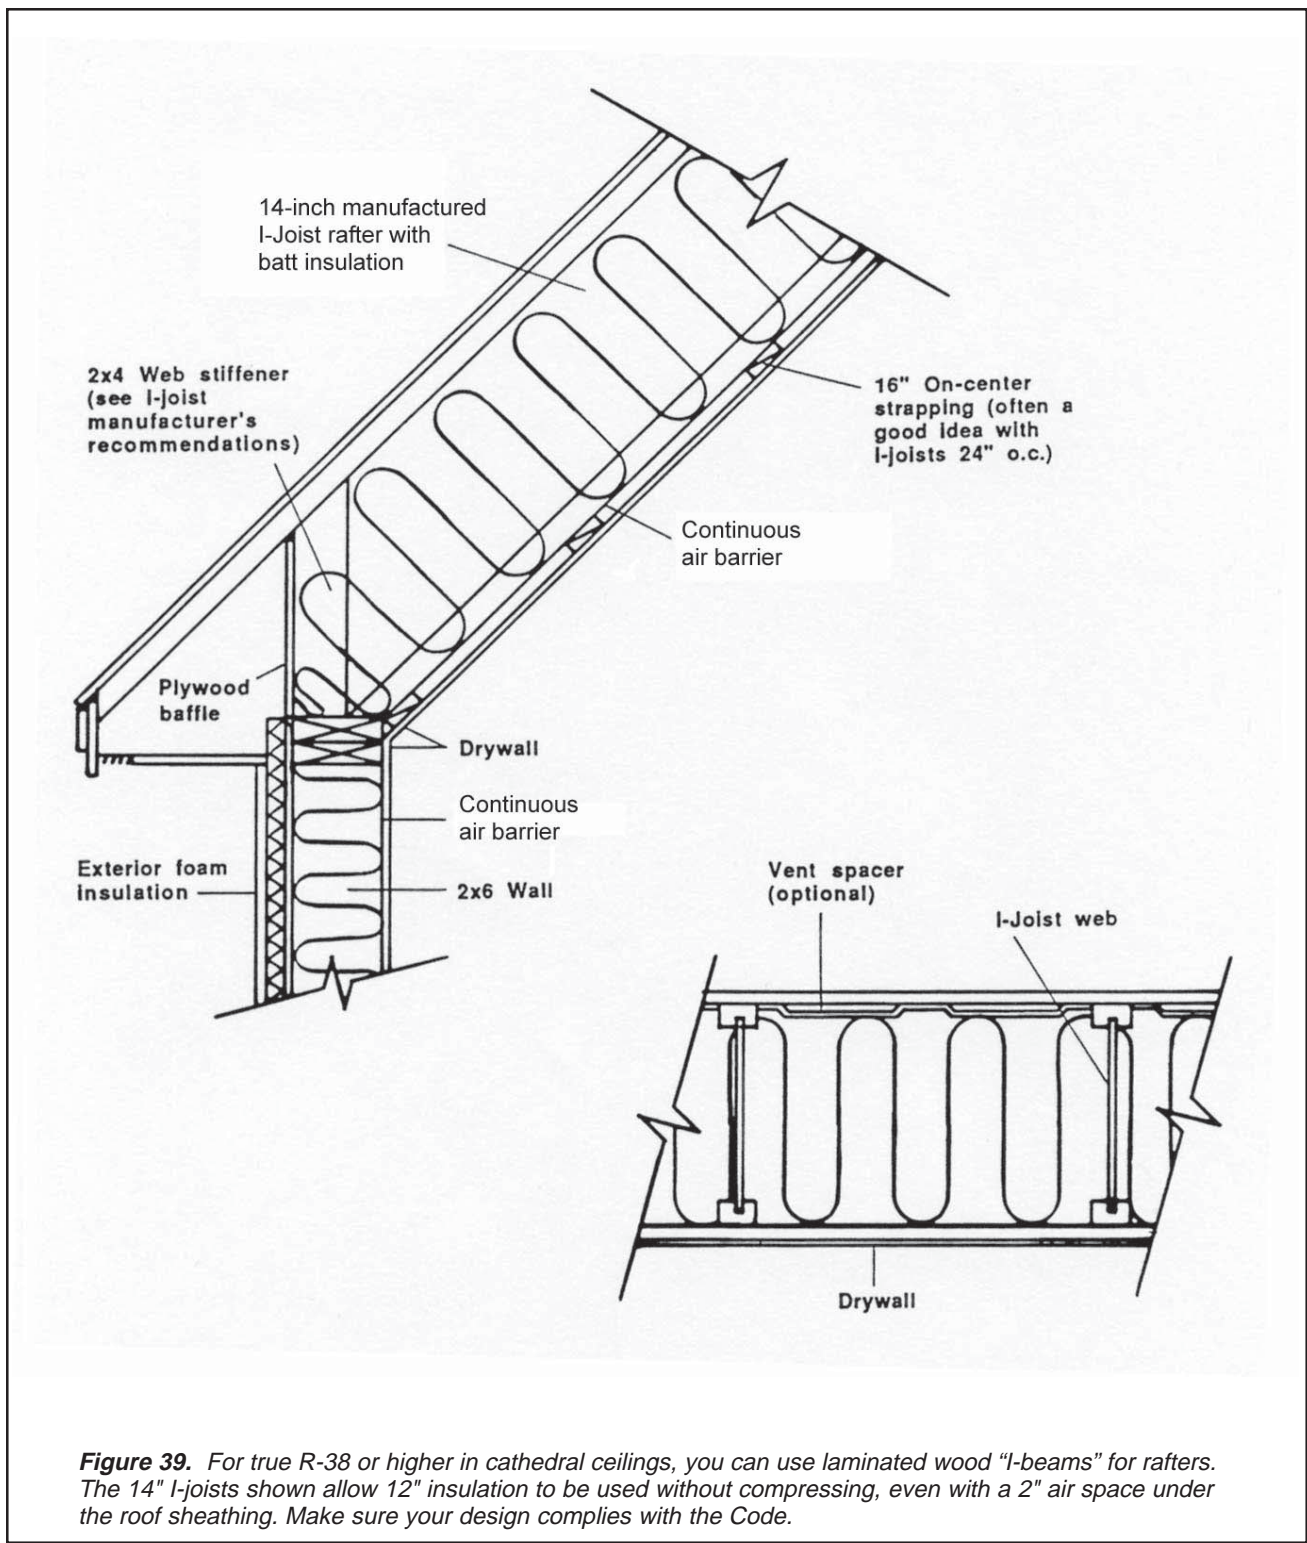 14-inch manufactured
I-Joist rafter with
batt insulation
2x4 Web stiffener
(see I-joist
manufacturer's
recommendations)
16" On-center
strapping (often a
good idea with
I-joists 24" o.c.)
Continuous
air barrier
Plywood
baffle
Drywall
Continuous
air barrier
Exterior foam
insulation
2x6 Wall
Vent spacer
(optional)
I-Joist web
Drywall
Figure 39. For true R-38 or higher in cathedral ceilings, you can use laminated wood “I-beams” for rafters.
The 14" I-joists shown allow 12" insulation to be used without compressing, even with a 2" air space under
the roof sheathing. Make sure your design complies with the Code.